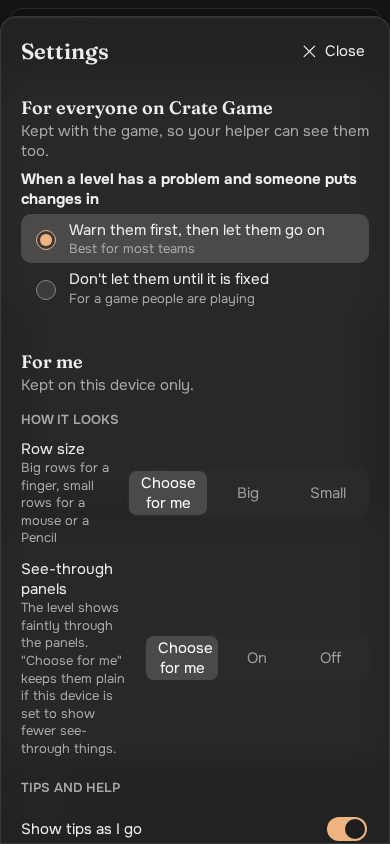 Settings
Close
For everyone on Crate Game
Kept with the game, so your helper can see them
too.
When a level has a problem and someone puts
changes in
Warn them first, then let them go on
Best for most teams
Don't let them until it is fixed
For a game people are playing
For me
Kept on this device only.
HOW IT LOOKS
Row size
Big rows for a
finger, small
rows for a
mouse or a
Pencil
Choose
for me
Big
Small
See-through
panels
The level shows
faintly through
the panels.
"Choose for me"
keeps them plain
if this device is
set to show
fewer see-
through things.
Choose
for me
On
Off
TIPS AND HELP
Show tips as I go